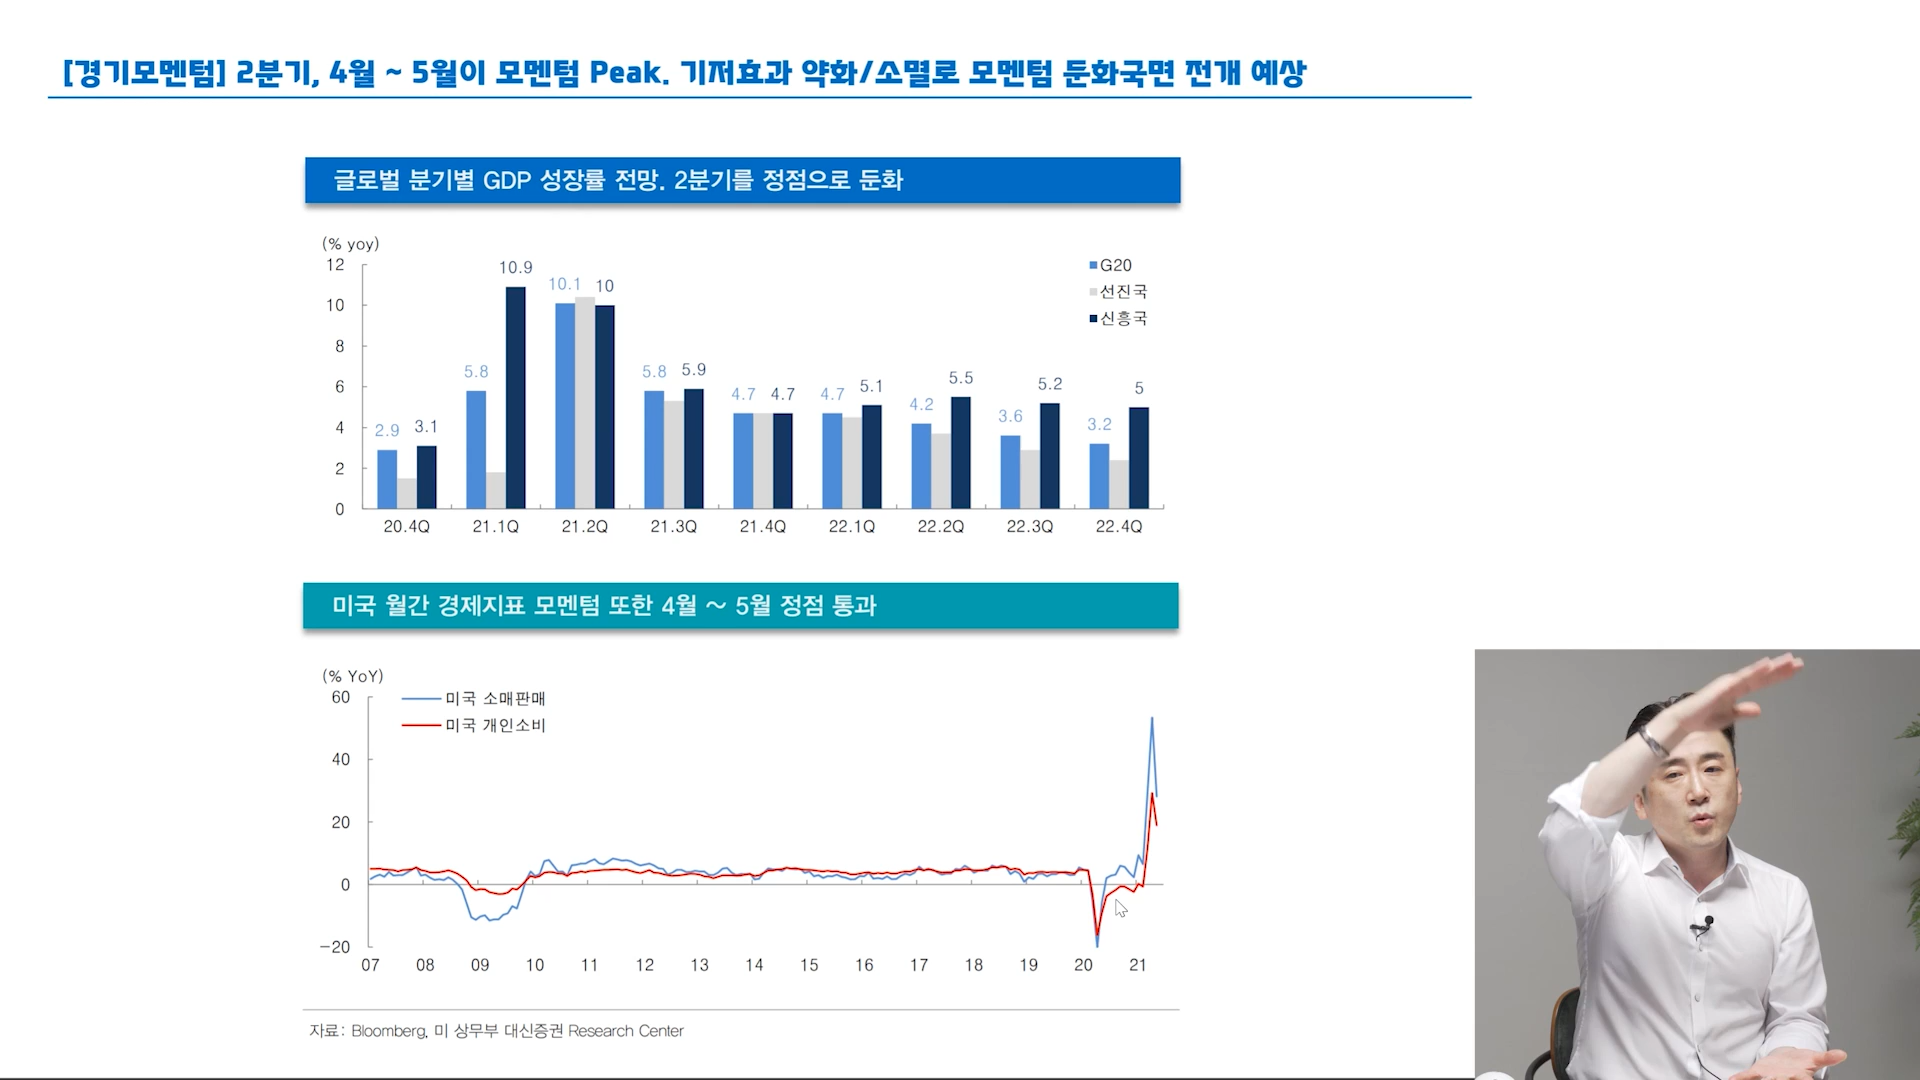 [경기모멘텀] 2분기, 4월 ~ 5월이 모멘텀 Peak. 기저효과 약화/소멸로 모멘텀 둔화국면 전개 예상
글로벌 분기별 GDP 성장률 전망. 2분기를 정점으로 둔화
(% yoy)
12
10
8
6
4
2
0
G20
선진국
신흥국
2.9 3.1
5.8 10.9
10.1 10
5.8 5.9
4.7 4.7
4.7 5.1
4.2 5.5
3.6 5.2
3.2 5
20.4Q 21.1Q 21.2Q 21.3Q 21.4Q 22.1Q 22.2Q 22.3Q 22.4Q
미국 월간 경제지표 모멘텀 또한 4월 ~ 5월 정점 통과
(% YoY)
60
40
20
0
-20
미국 소매판매
미국 개인소비
07 08 09 10 11 12 13 14 15 16 17 18 19 20 21
자료: Bloomberg, 미 상무부 대신증권 Research Center